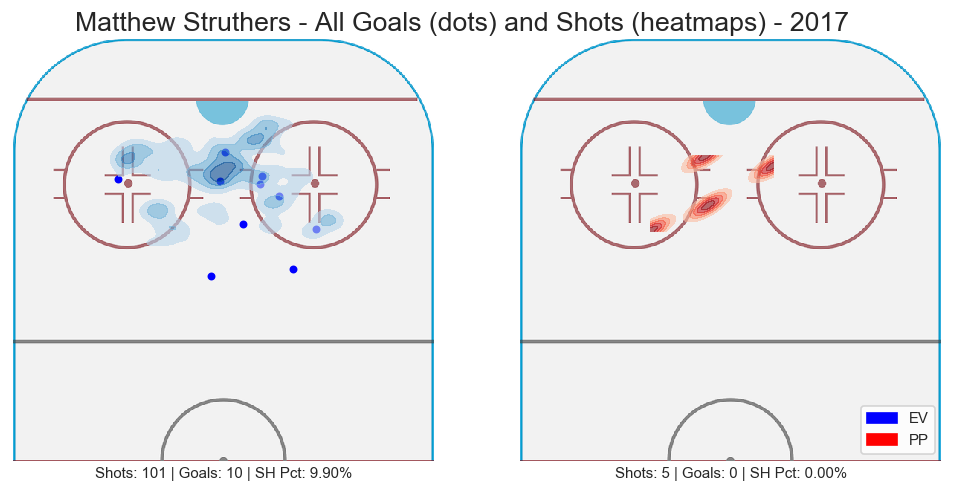 Matthew Struthers - All Goals (dots) and Shots (heatmaps) - 2017
EV
PP
Shots: 101 | Goals: 10 | SH Pct: 9.90%
Shots: 5 | Goals: 0 | SH Pct: 0.00%